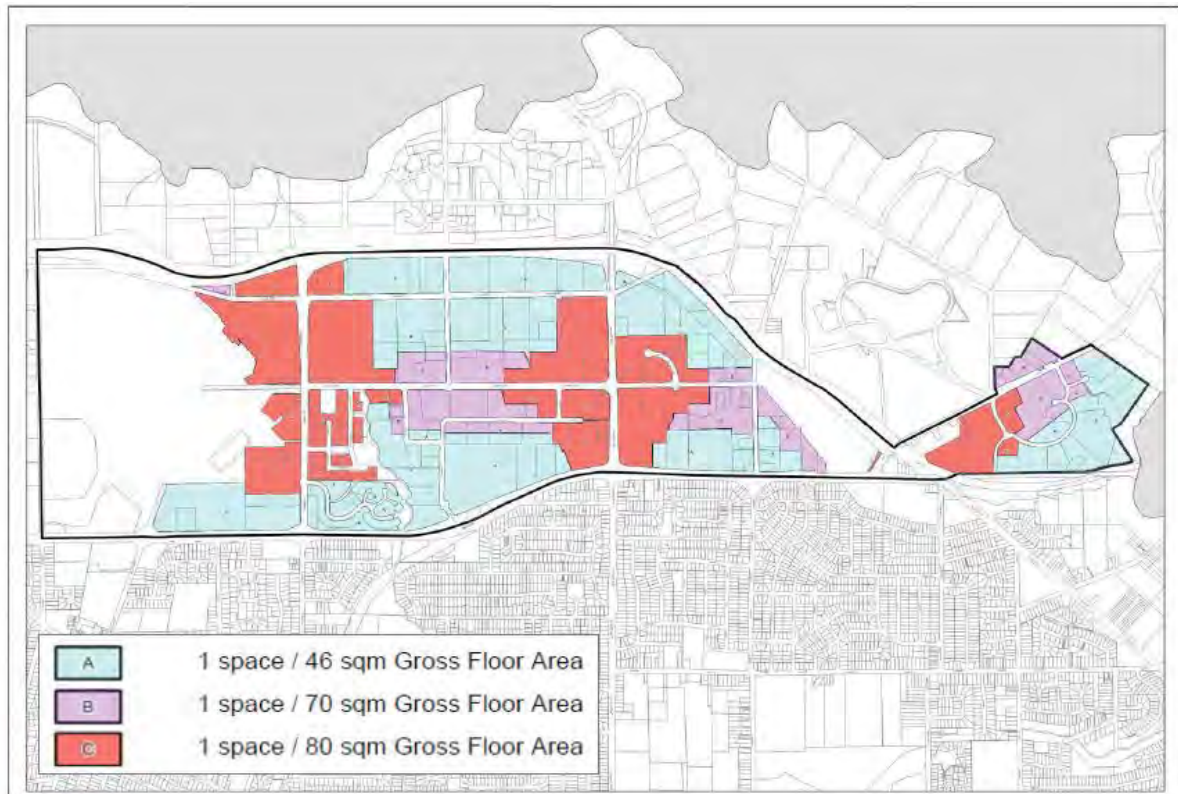 A 1 space / 46 sqm Gross Floor Area
B 1 space / 70 sqm Gross Floor Area
C 1 space / 80 sqm Gross Floor Area